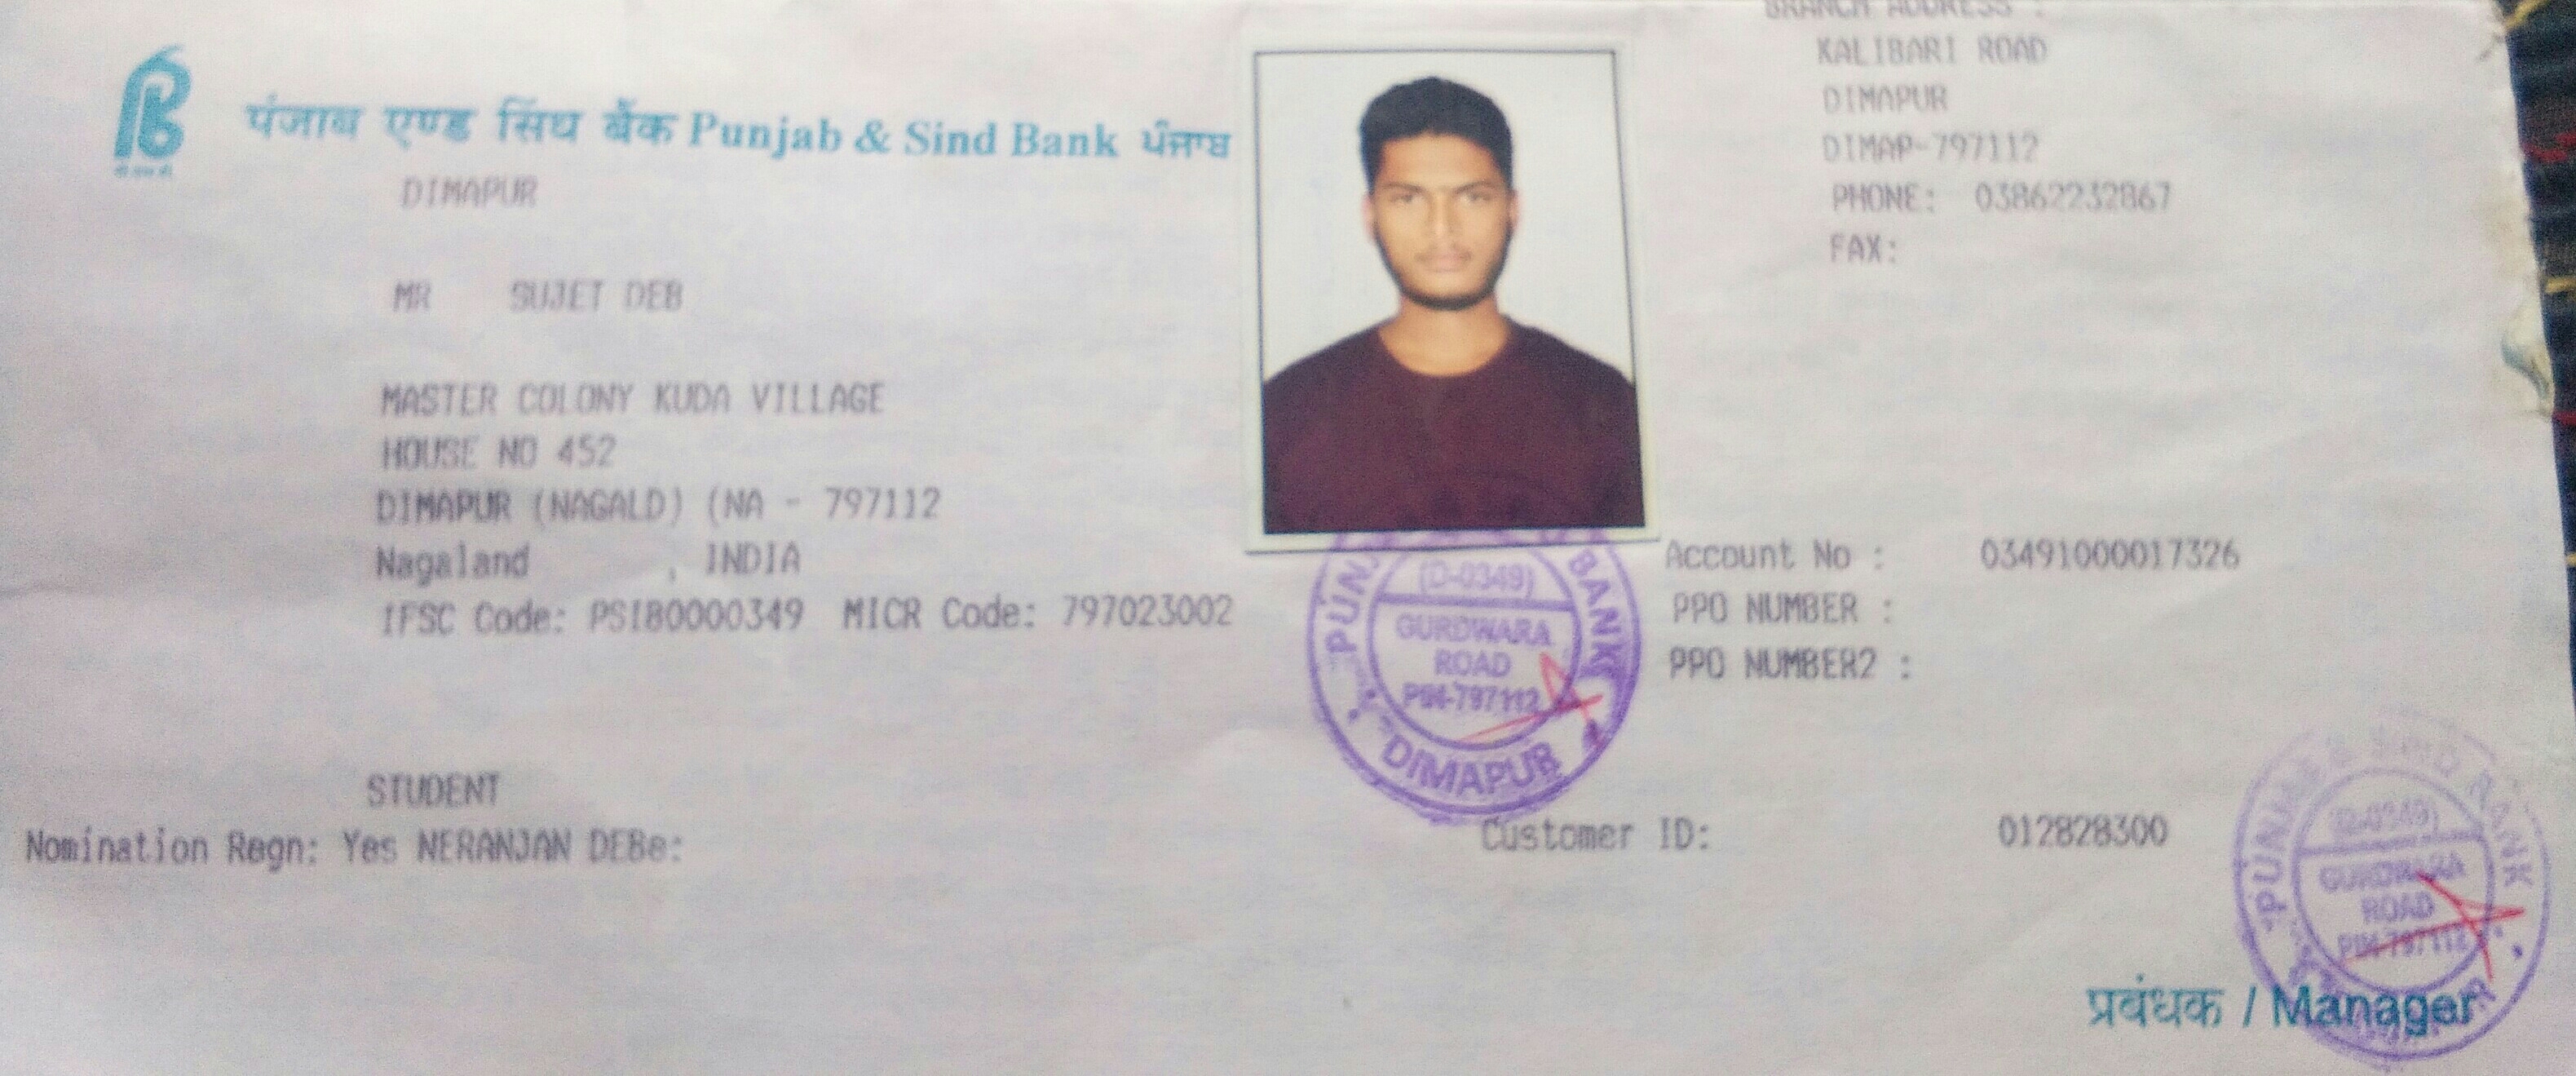 पंजाब एण्ड सिंध बैंक Punjab & Sind Bank ਪੰਜਾਬ
DIMAPUR
MR SUJET DEB
MASTER COLONY KUDA VILLAGE
HOUSE NO 452
DIMAPUR (NAGALD) (NA - 797112
Nagaland , INDIA
IFSC Code: PSIB0000349 MICR Code: 797023002
STUDENT
Nomination Regn: Yes NERANJAN DEBe:
BRANCH ADDRESS :
KALIBARI ROAD
DIMAPUR
DIMAP-797112
PHONE: 03862232867
FAX:
Account No : 03491000017326
PPO NUMBER :
PPO NUMBER2 :
Customer ID: 012828300
BANK
(D-0349)
GURDWARA
ROAD
PIN-797112
DIMAPUR
PUNJAB & SIND BANK
(D-0349)
GURDWARA
ROAD
PIN-797112
प्रबंधक / Manager